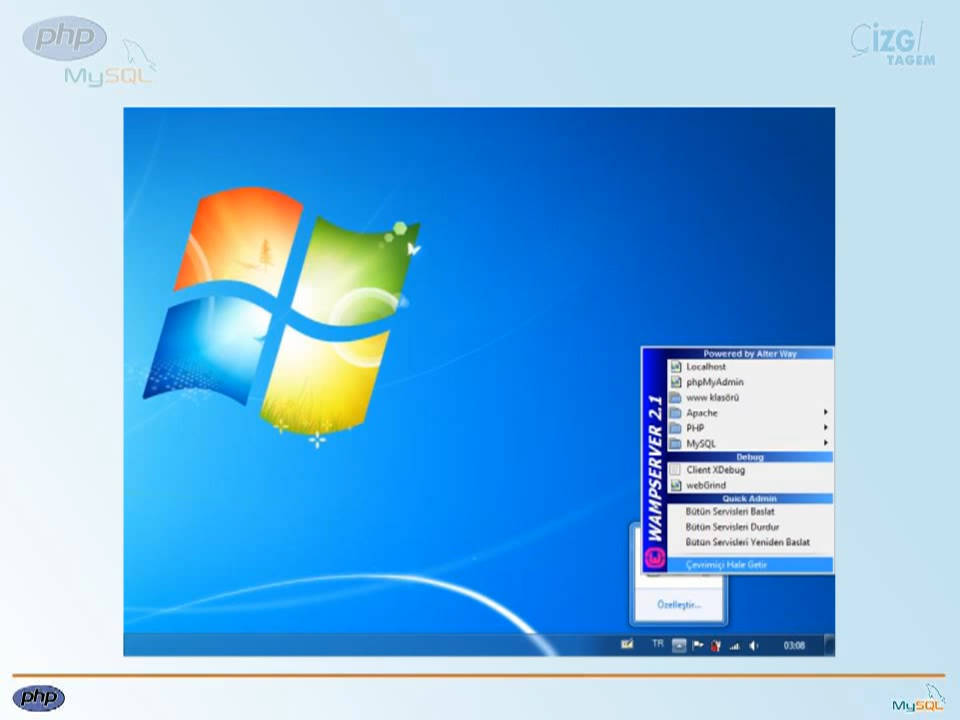 php
MySQL
ÇİZGİ
TAGEM
Powered by Alter Way
Localhost
phpMyAdmin
www klasörü
Apache
PHP
MySQL
Debug
Client XDebug
webGrind
Quick Admin
Bütün Servisleri Baslat
Bütün Servisleri Durdur
Bütün Servisleri Yeniden Baslat
Çevrimiçi Hale Getir
WAMPSERVER 2.1
Özelleştir...
TR
03:08
php
MySQL